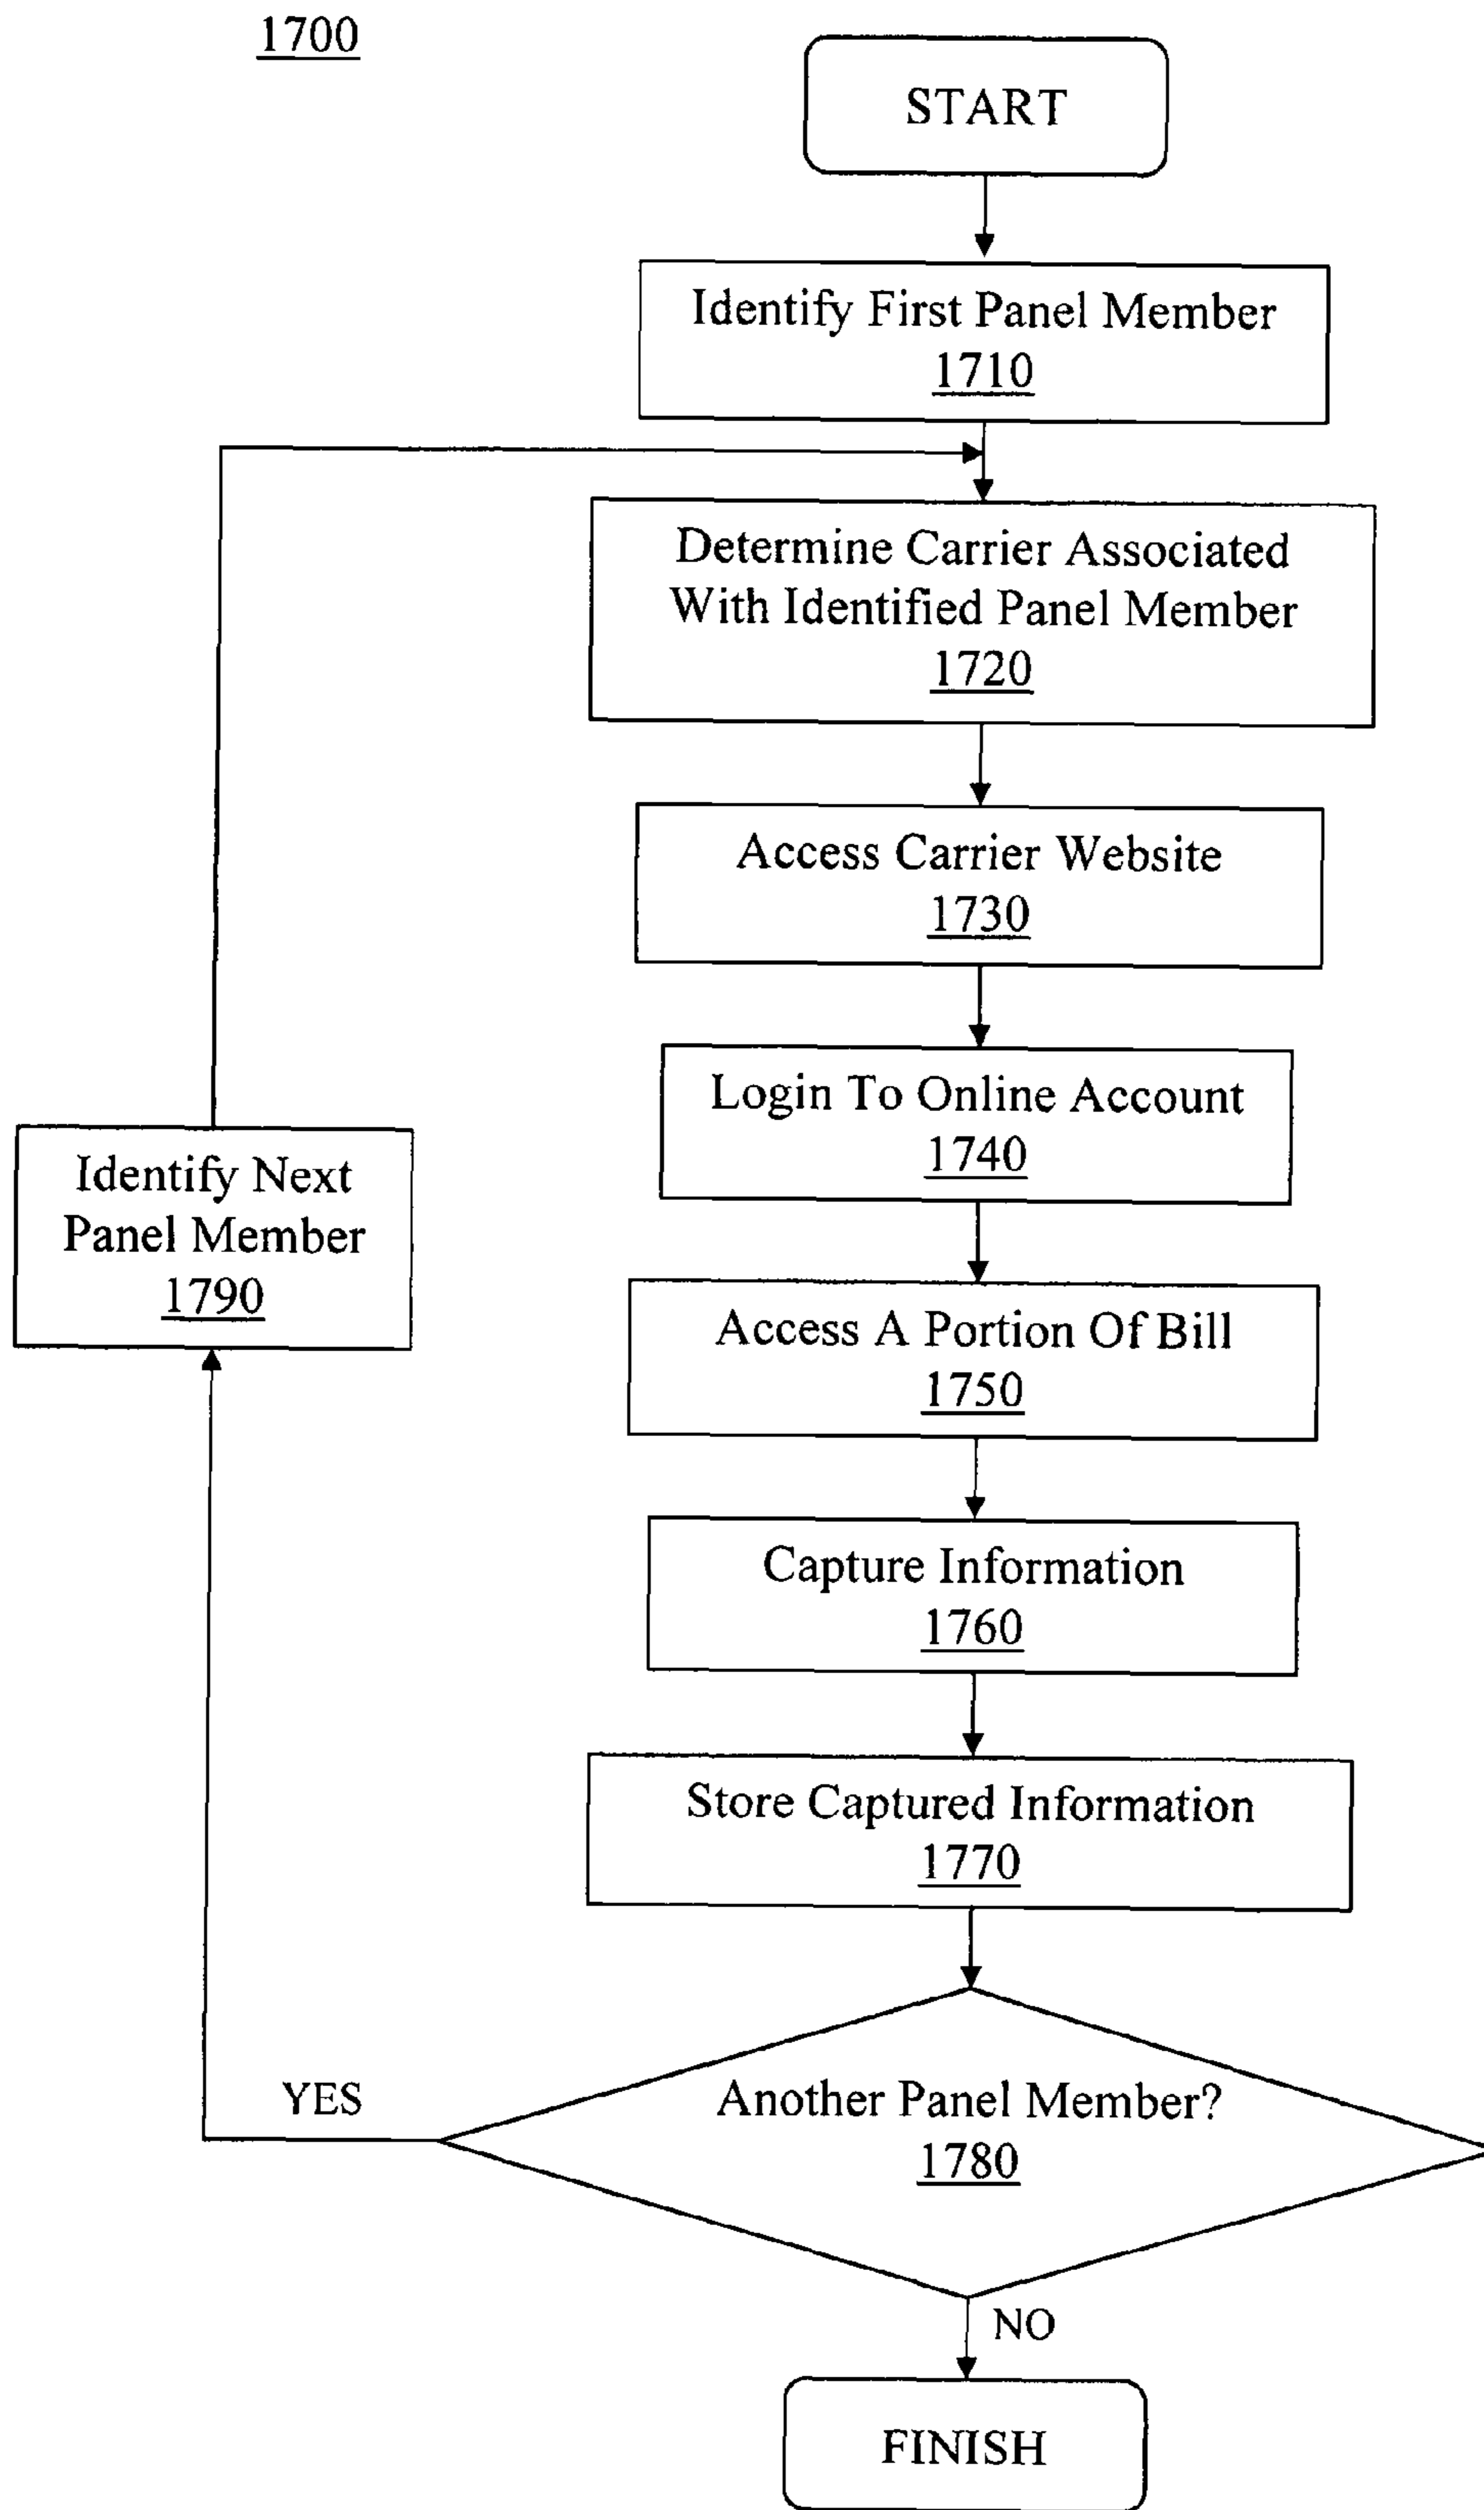 1700
START
Identify First Panel Member
1710
Determine Carrier Associated
With Identified Panel Member
1720
Access Carrier Website
1730
Login To Online Account
1740
Identify Next
Panel Member
1790
Access A Portion Of Bill
1750
Capture Information
1760
Store Captured Information
1770
YES
Another Panel Member?
1780
NO
FINISH